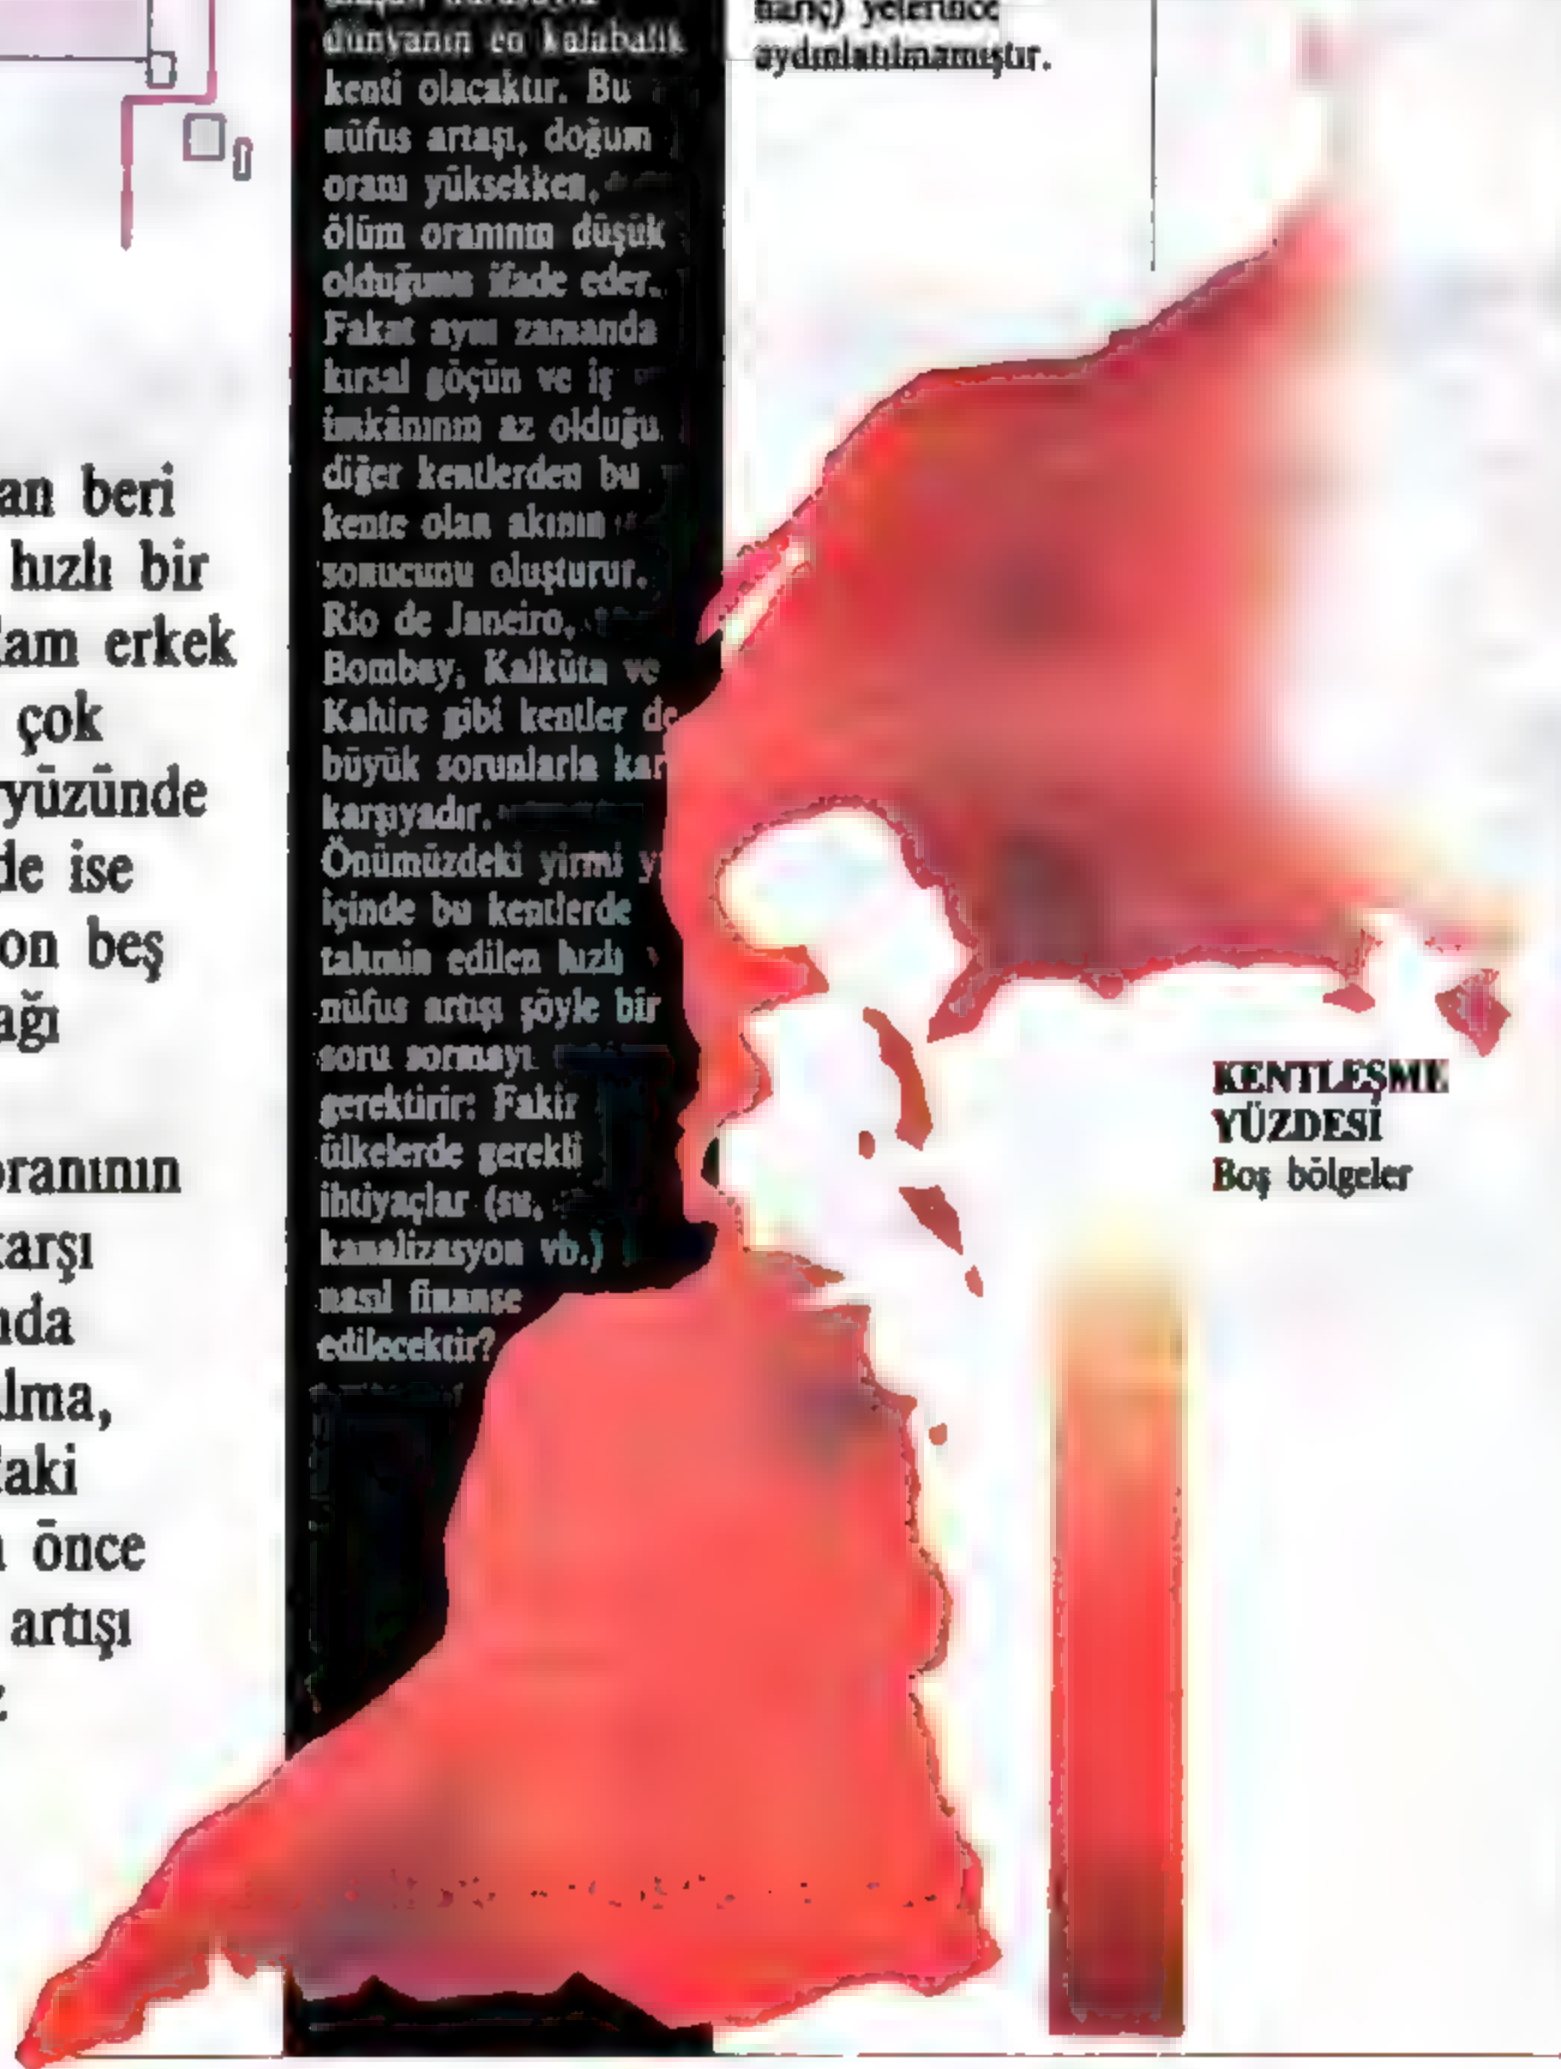 an beri
hızlı bir
erkek
çok
yüzünde
de ise
on beş
ağı
oranının
karşı
nda
alma,
taki
önce
artışı
dünyanın en kalabalık
kenti olacaktır. Bu
nüfus artaşı, doğum
oranı yüksekken,
ölüm oranının düşük
olduğunu ifade eder.
Fakat aynı zamanda
kırsal göçün ve iş
imkânının az olduğu
diğer kentlerden bu
kente olan akının
sonucunu oluşturur.
Rio de Janeiro,
Bombay, Kalküta ve
Kahire gibi kentler de
büyük sorunlarla kar
karşıyadır.
Önümüzdeki yirmi y
içinde bu kentlerde
tahmin edilen hızlı
nüfus artışı şöyle bir
soru sormayı
gerektirir: Fakir
ülkelerde gerekli
ihtiyaçlar (su,
kanalizasyon vb.)
nasıl finanse
edilecektir?
hariç) yeterince
aydınlatılmamıştır.
KENTLEŞME
YÜZDESİ
Boş bölgeler